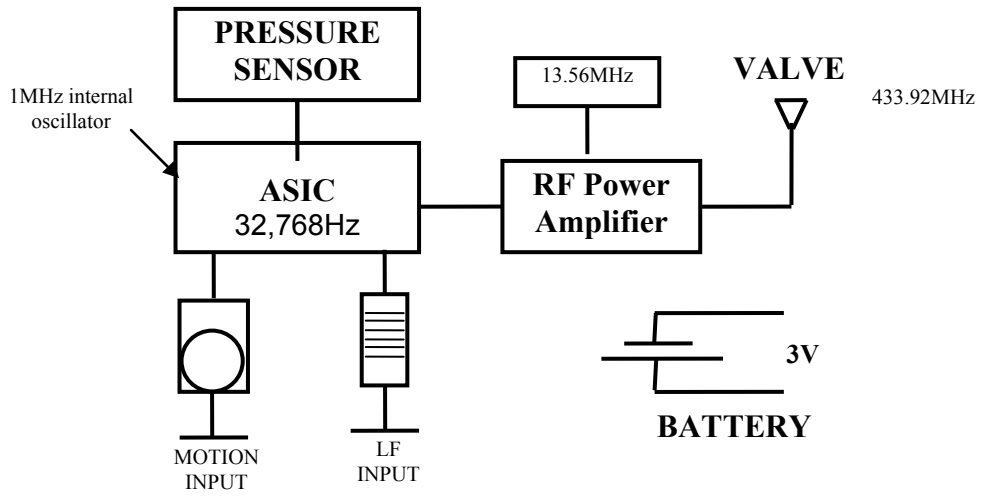 PRESSURE
SENSOR
1MHz internal
oscillator
13.56MHz
VALVE
433.92MHz
ASIC
32,768Hz
RF Power
Amplifier
3V
BATTERY
MOTION
INPUT
LF
INPUT